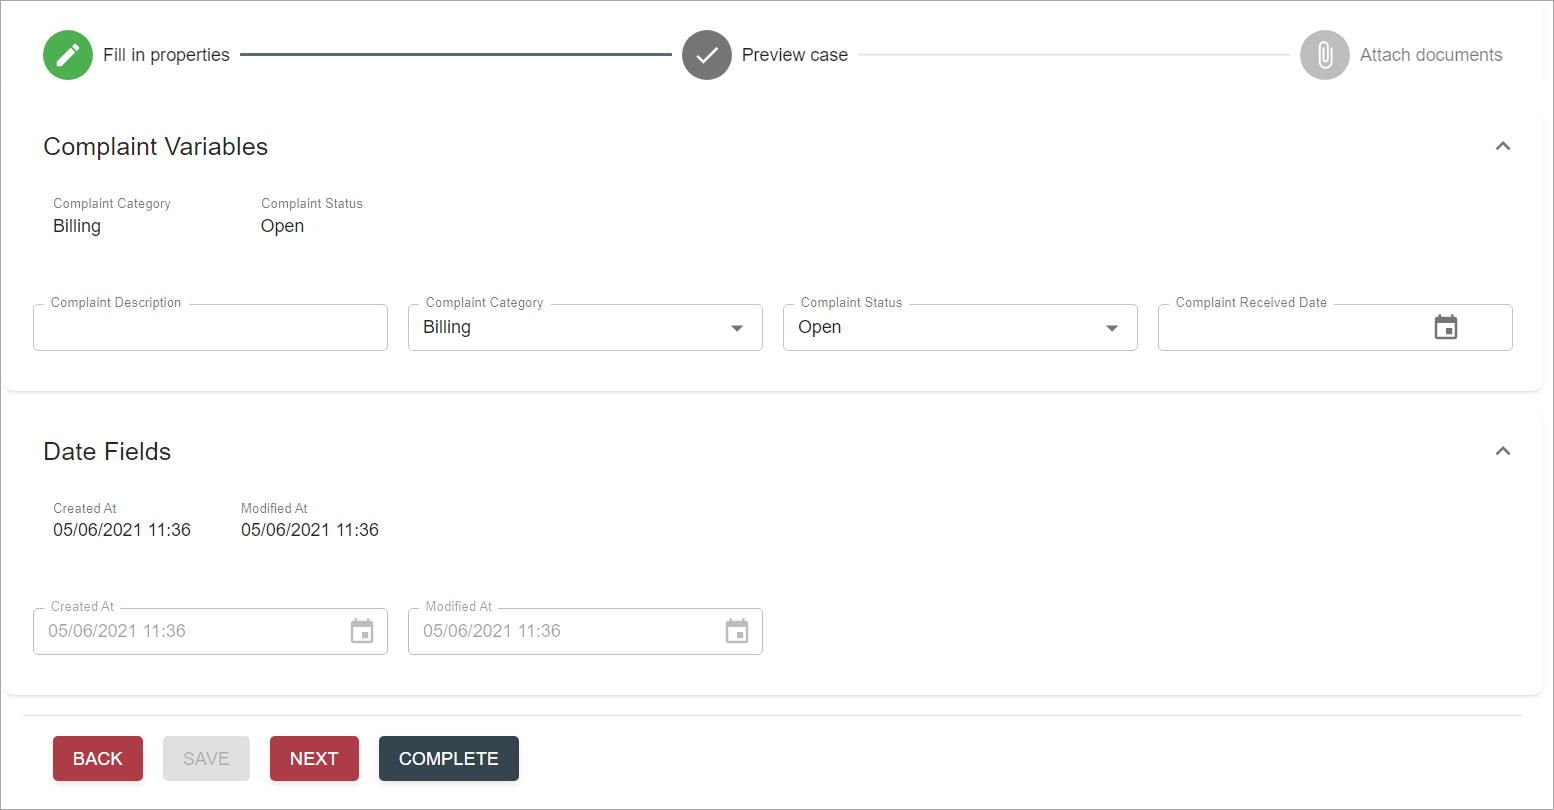 Fill in properties
Preview case
Attach documents
Complaint Variables
Complaint Category
Complaint Status
Billing
Open
Complaint Description
Complaint Category
Complaint Status
Complaint Received Date
Billing
Open
Date Fields
Created At
Modified At
05/06/2021 11:36
05/06/2021 11:36
Created At
Modified At
05/06/2021 11:36
05/06/2021 11:36
BACK
SAVE
NEXT
COMPLETE